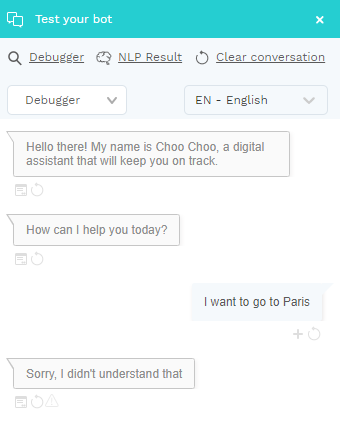 Test your bot ×
Debugger NLP Result Clear conversation
Debugger EN - English
Hello there! My name is Choo Choo, a digital
assistant that will keep you on track.
How can I help you today?
I want to go to Paris
Sorry, I didn't understand that